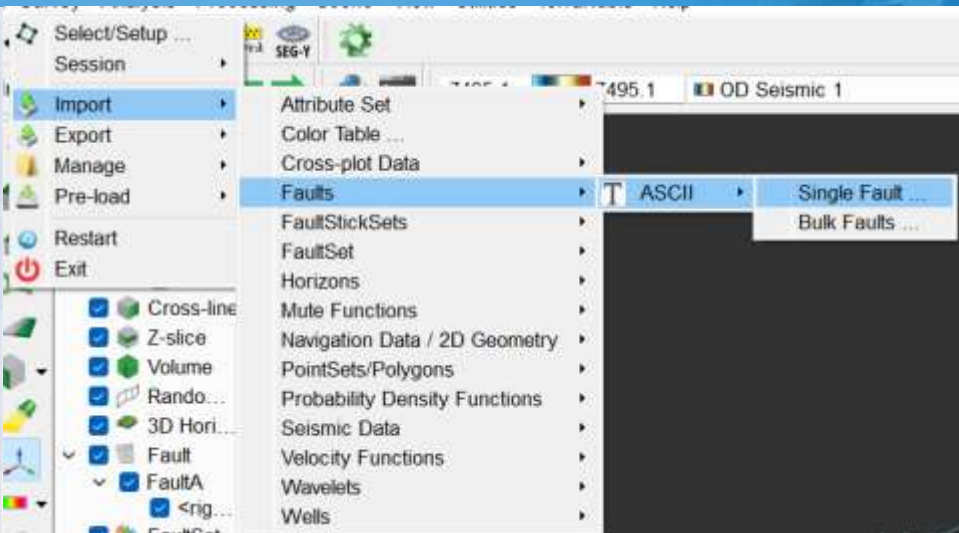 Select/Setup ...
Session
SEG-Y
Import
Export
Manage
Pre-load
Restart
Exit
7495.1
OD Seismic 1
Attribute Set
Color Table ...
Cross-plot Data
Faults
FaultStickSets
FaultSet
Horizons
Mute Functions
Navigation Data / 2D Geometry
PointSets/Polygons
Probability Density Functions
Seismic Data
Velocity Functions
Wavelets
Wells
T ASCII
Single Fault ...
Bulk Faults ...
Cross-line
Z-slice
Volume
Rando...
3D Hori...
Fault
FaultA
<rig...